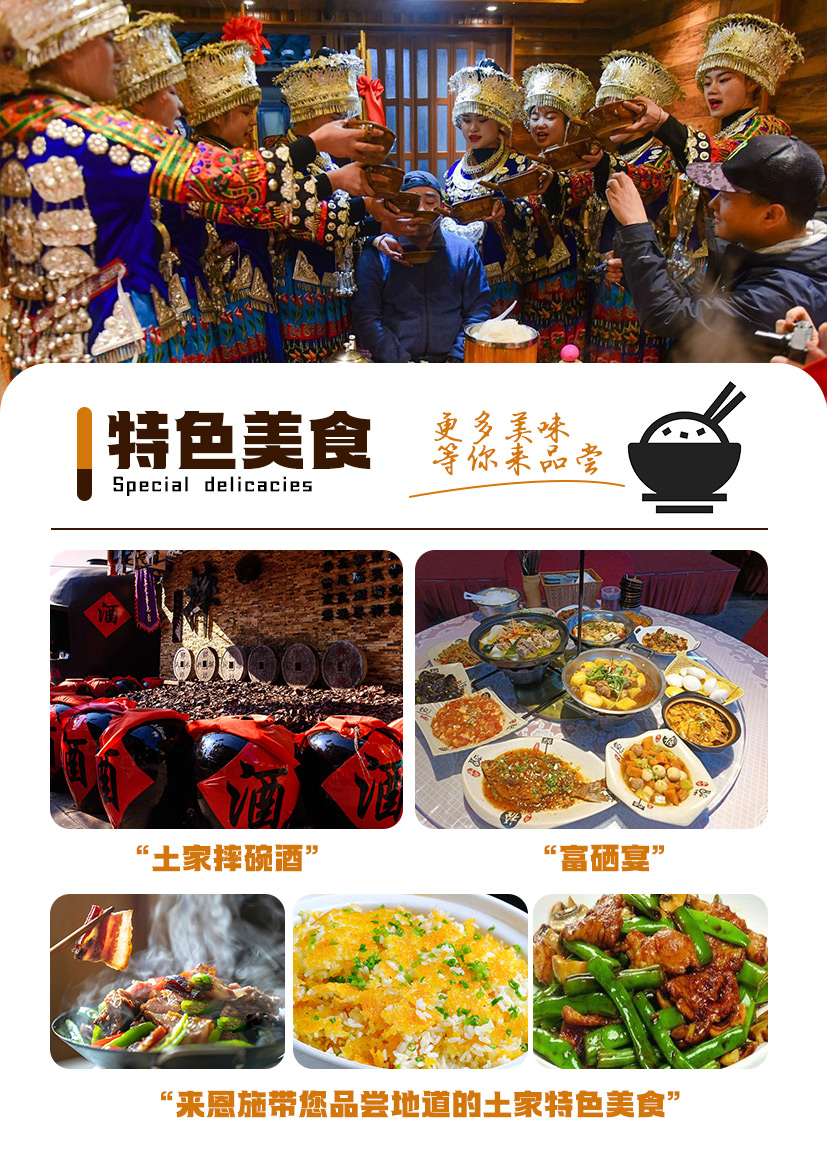 特色美食
Special delicacies
更多美味
等你来品尝
酒
酒
酒
酒
酒
“土家摔碗酒”
“富硒宴”
“来恩施带您品尝地道的土家特色美食”